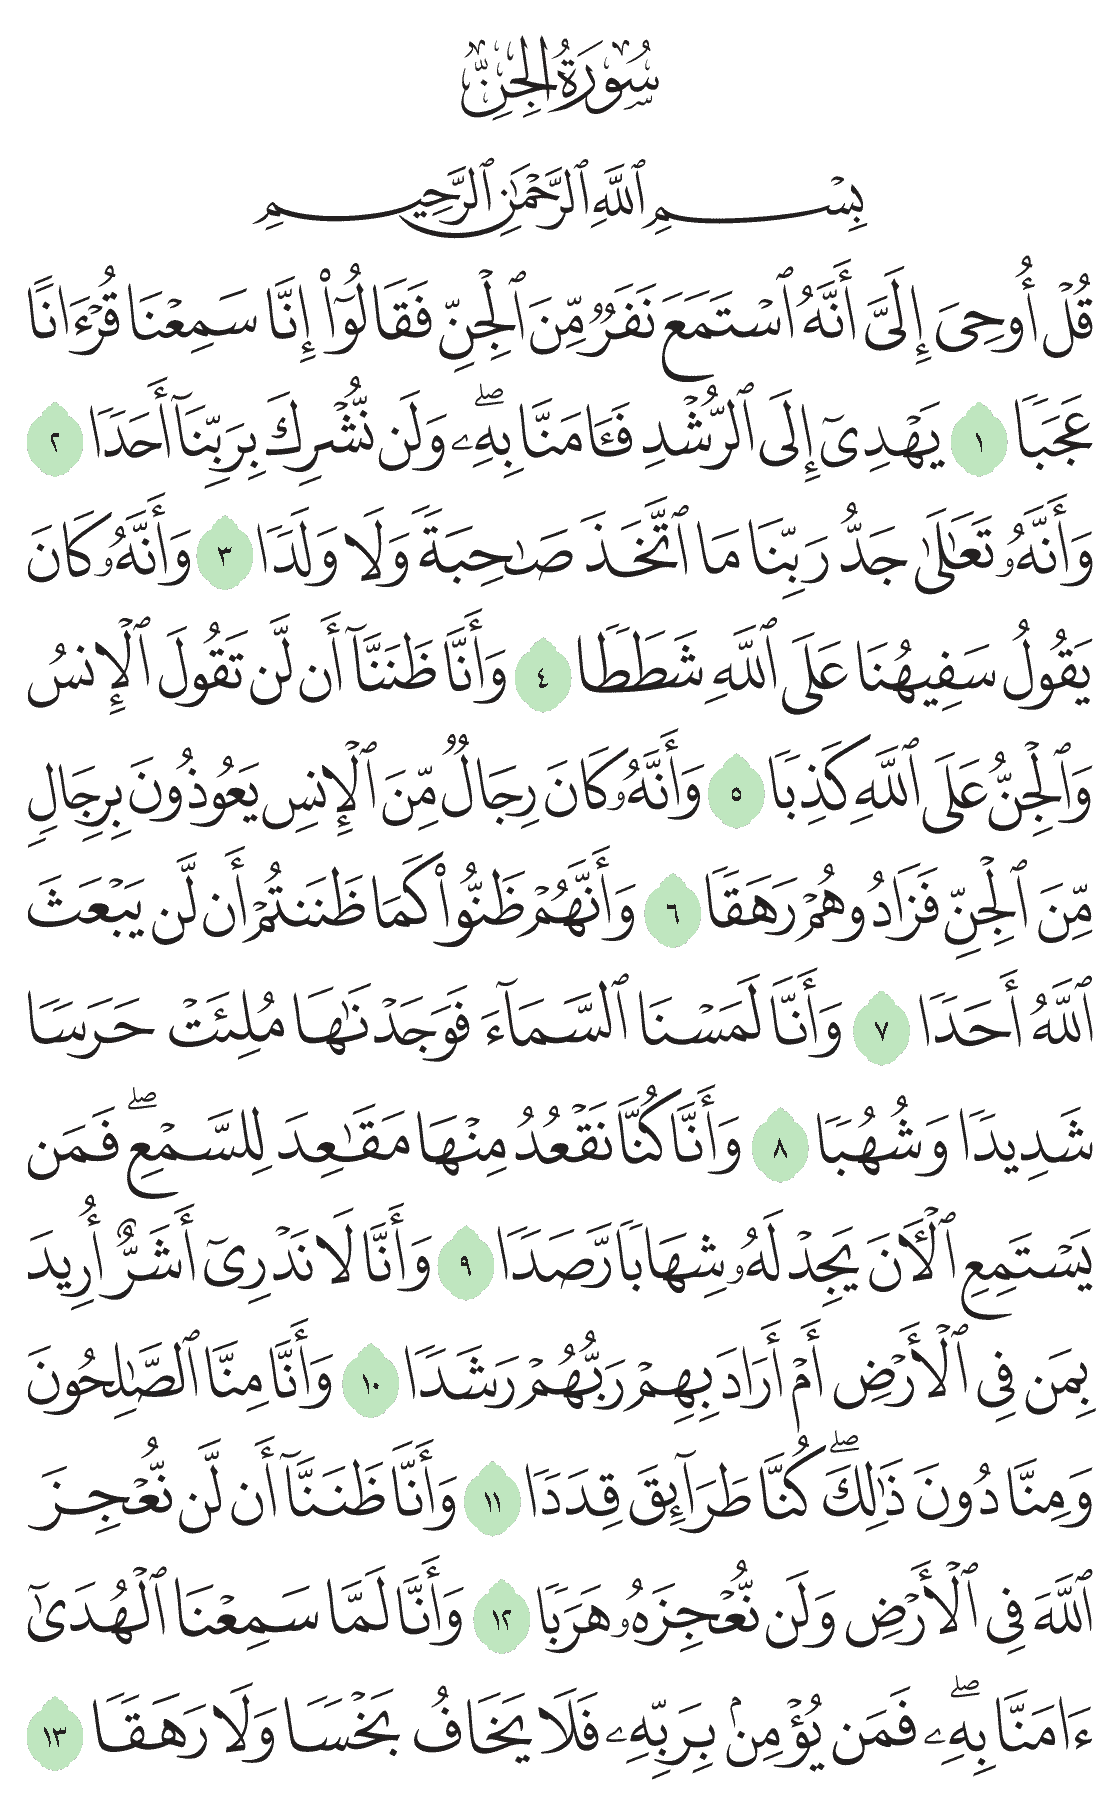 سُورَةُ الجِنِّ
بِسْمِ ٱللَّهِ ٱلرَّحْمَٰنِ ٱلرَّحِيمِ
قُلْ أُوحِيَ إِلَيَّ أَنَّهُ ٱسْتَمَعَ نَفَرٌ مِّنَ ٱلْجِنِّ فَقَالُوٓا۟ إِنَّا سَمِعْنَا قُرْءَانًا
عَجَبًا ١ يَهْدِىٓ إِلَى ٱلرُّشْدِ فَـَٔامَنَّا بِهِۦ ۖ وَلَن نُّشْرِكَ بِرَبِّنَآ أَحَدًا ٢
وَأَنَّهُۥ تَعَٰلَىٰ جَدُّ رَبِّنَا مَا ٱتَّخَذَ صَٰحِبَةً وَلَا وَلَدًا ٣ وَأَنَّهُۥ كَانَ
يَقُولُ سَفِيهُنَا عَلَى ٱللَّهِ شَطَطًا ٤ وَأَنَّا ظَنَنَّآ أَن لَّن تَقُولَ ٱلْإِنسُ
وَٱلْجِنُّ عَلَى ٱللَّهِ كَذِبًا ٥ وَأَنَّهُۥ كَانَ رِجَالٌ مِّنَ ٱلْإِنسِ يَعُوذُونَ بِرِجَالٍ
مِّنَ ٱلْجِنِّ فَزَادُوهُمْ رَهَقًا ٦ وَأَنَّهُمْ ظَنُّوا۟ كَمَا ظَنَنتُمْ أَن لَّن يَبْعَثَ
ٱللَّهُ أَحَدًا ٧ وَأَنَّا لَمَسْنَا ٱلسَّمَآءَ فَوَجَدْنَٰهَا مُلِئَتْ حَرَسًا
شَدِيدًا وَشُهُبًا ٨ وَأَنَّا كُنَّا نَقْعُدُ مِنْهَا مَقَٰعِدَ لِلسَّمْعِ ۖ فَمَن
يَسْتَمِعِ ٱلْـَٔانَ يَجِدْ لَهُۥ شِهَابًا رَّصَدًا ٩ وَأَنَّا لَا نَدْرِىٓ أَشَرٌّ أُرِيدَ
بِمَن فِى ٱلْأَرْضِ أَمْ أَرَادَ بِهِمْ رَبُّهُمْ رَشَدًا ١٠ وَأَنَّا مِنَّا ٱلصَّٰلِحُونَ
وَمِنَّا دُونَ ذَٰلِكَ ۖ كُنَّا طَرَآئِقَ قِدَدًا ١١ وَأَنَّا ظَنَنَّآ أَن لَّن نُّعْجِزَ
ٱللَّهَ فِى ٱلْأَرْضِ وَلَن نُّعْجِزَهُۥ هَرَبًا ١٢ وَأَنَّا لَمَّا سَمِعْنَا ٱلْهُدَىٰٓ
ءَامَنَّا بِهِۦ ۖ فَمَن يُؤْمِنۢ بِرَبِّهِۦ فَلَا يَخَافُ بَخْسًا وَلَا رَهَقًا ١٣